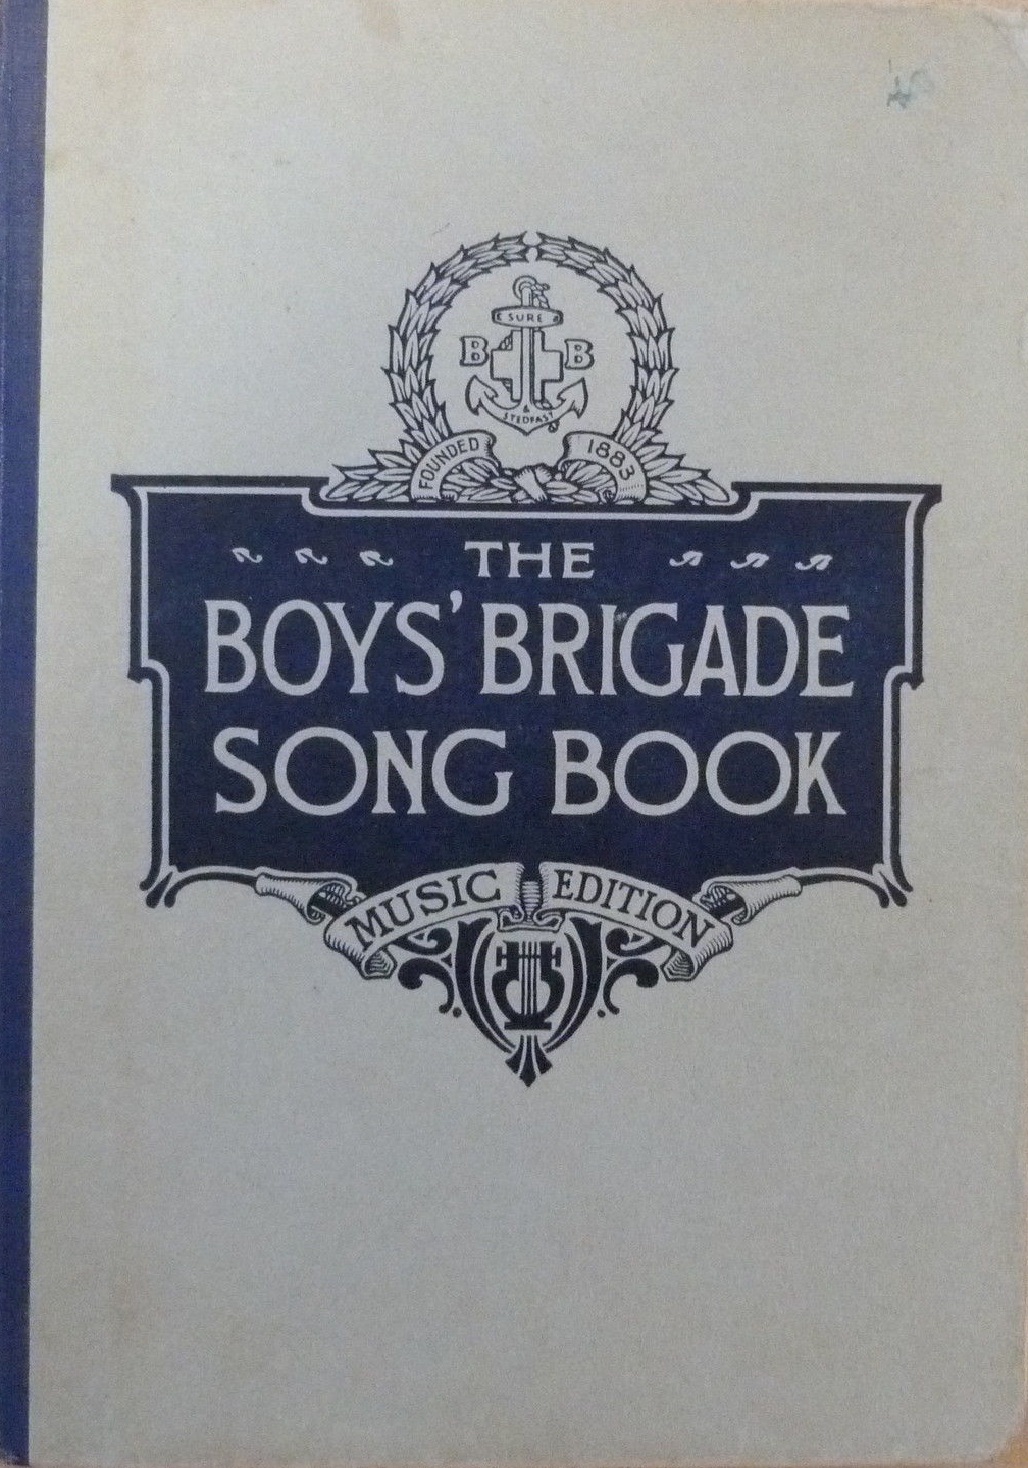 SURE
B B
&
STEDFAST
FOUNDED 1883
THE
BOYS' BRIGADE
SONG BOOK
MUSIC EDITION